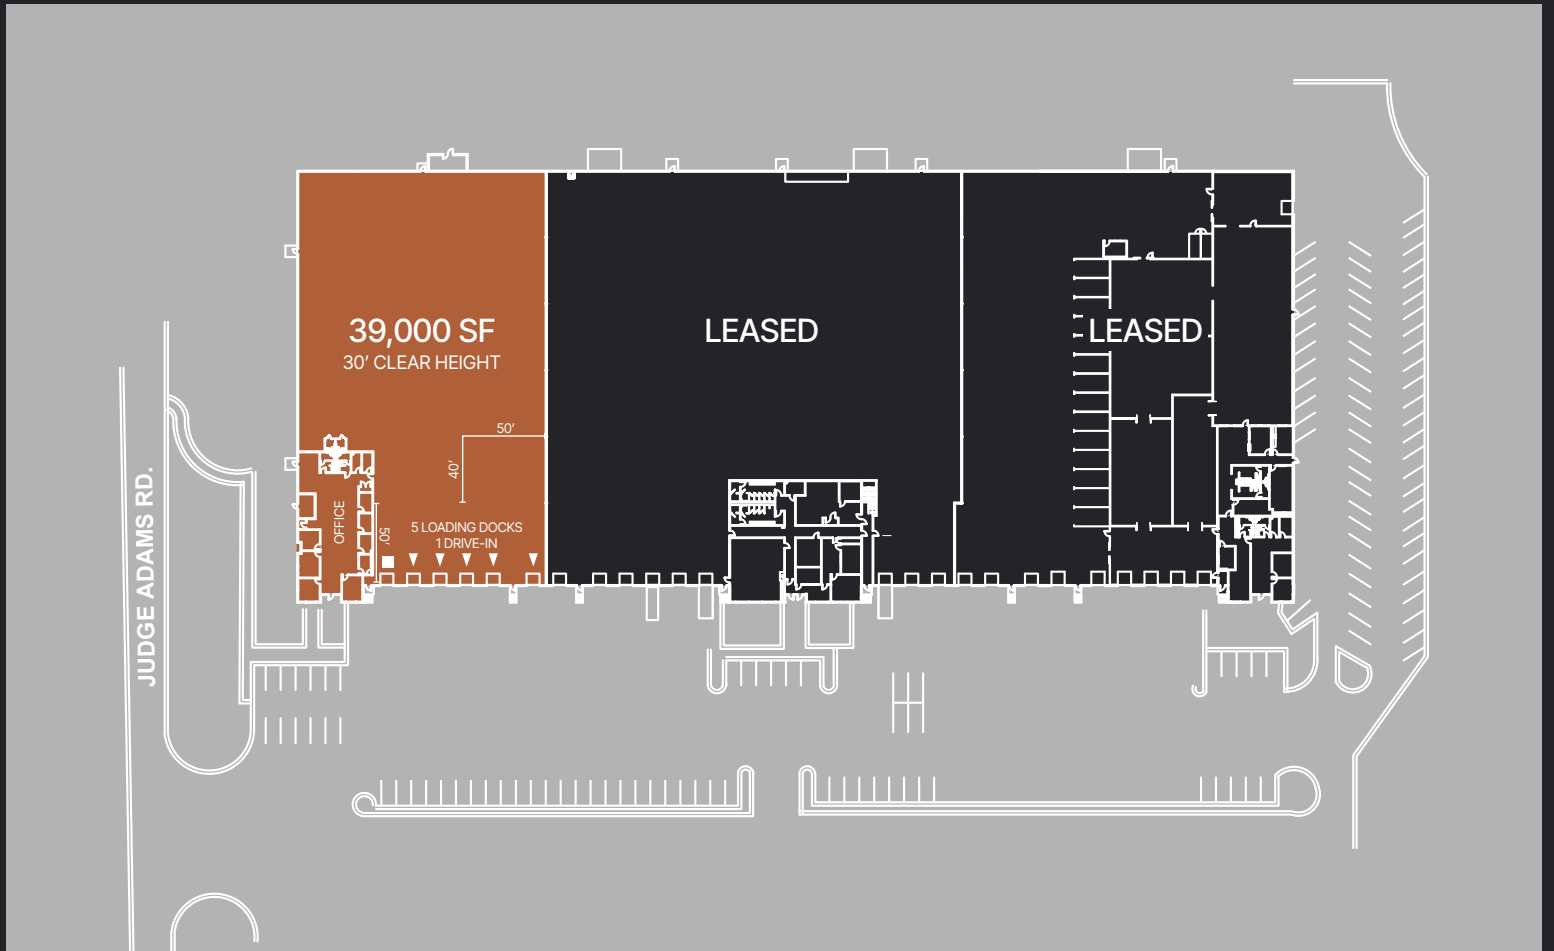 39,000 SF
30’ CLEAR HEIGHT
LEASED
LEASED
50’
40’
OFFICE
50’
5 LOADING DOCKS
1 DRIVE-IN
JUDGE ADAMS RD.